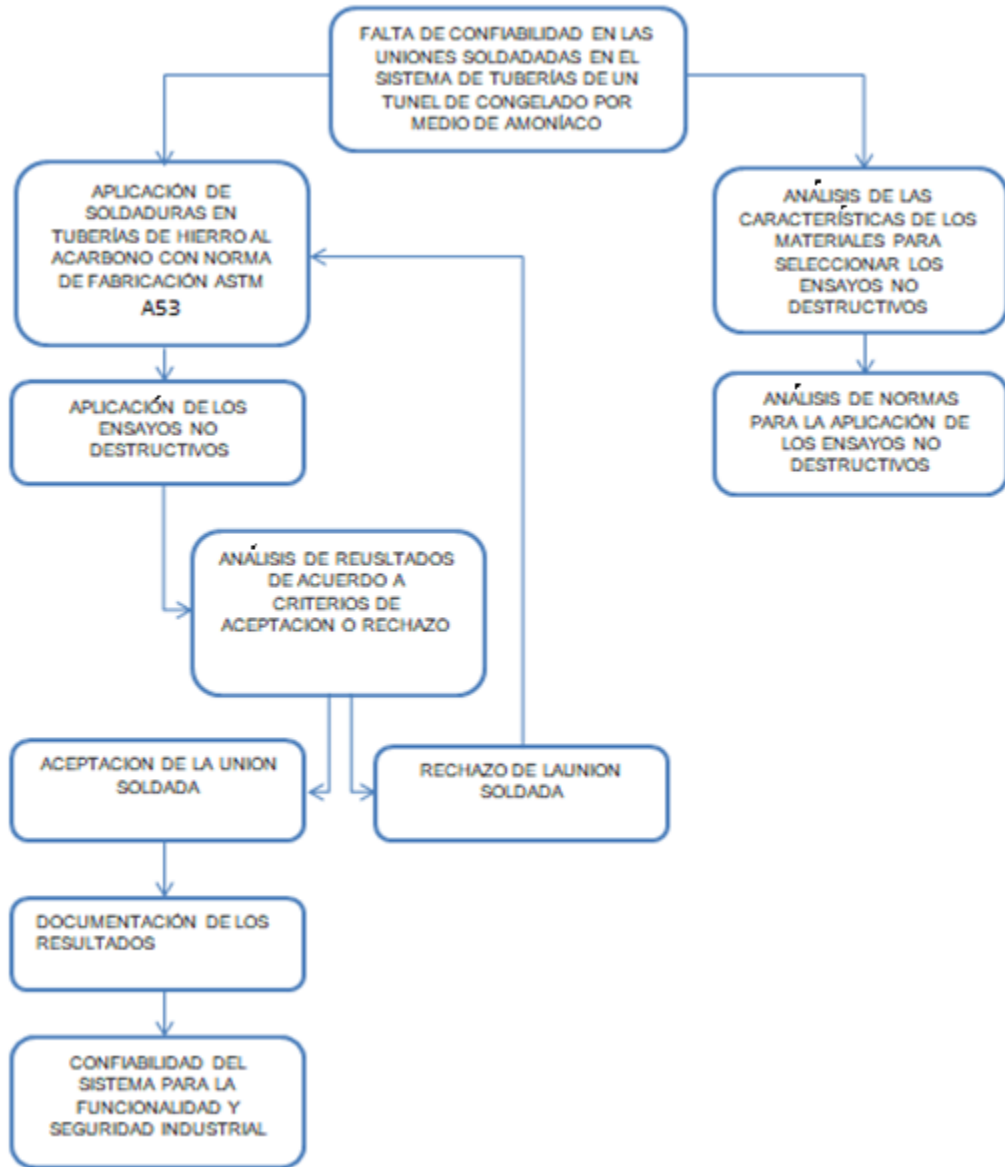 FALTA DE CONFIABILIDAD EN LAS
UNIONES SOLDADADAS EN EL
SISTEMA DE TUBERÍAS DE UN
TUNEL DE CONGELADO POR
MEDIO DE AMONÍACO
APLICACIÓN DE
SOLDADURAS EN
TUBERÍAS DE HIERRO AL
ACARBONO CON NORMA
DE FABRICACIÓN ASTM
A53
ANÁLISIS DE LAS
CARACTERÍSTICAS DE LOS
MATERIALES PARA
SELECCIONAR LOS
ENSAYOS NO
DESTRUCTIVOS
APLICACIÓN DE LOS
ENSAYOS NO
DESTRUCTIVOS
ANÁLISIS DE NORMAS
PARA LA APLICACIÓN DE
LOS ENSAYOS NO
DESTRUCTIVOS
ANÁLISIS DE REUSLTADOS
DE ACUERDO A
CRITERIOS DE
ACEPTACION O RECHAZO
ACEPTACION DE LA UNION
SOLDADA
RECHAZO DE LAUNION
SOLDADA
DOCUMENTACIÓN DE LOS
RESULTADOS
CONFIABILIDAD DEL
SISTEMA PARA LA
FUNCIONALIDAD Y
SEGURIDAD INDUSTRIAL